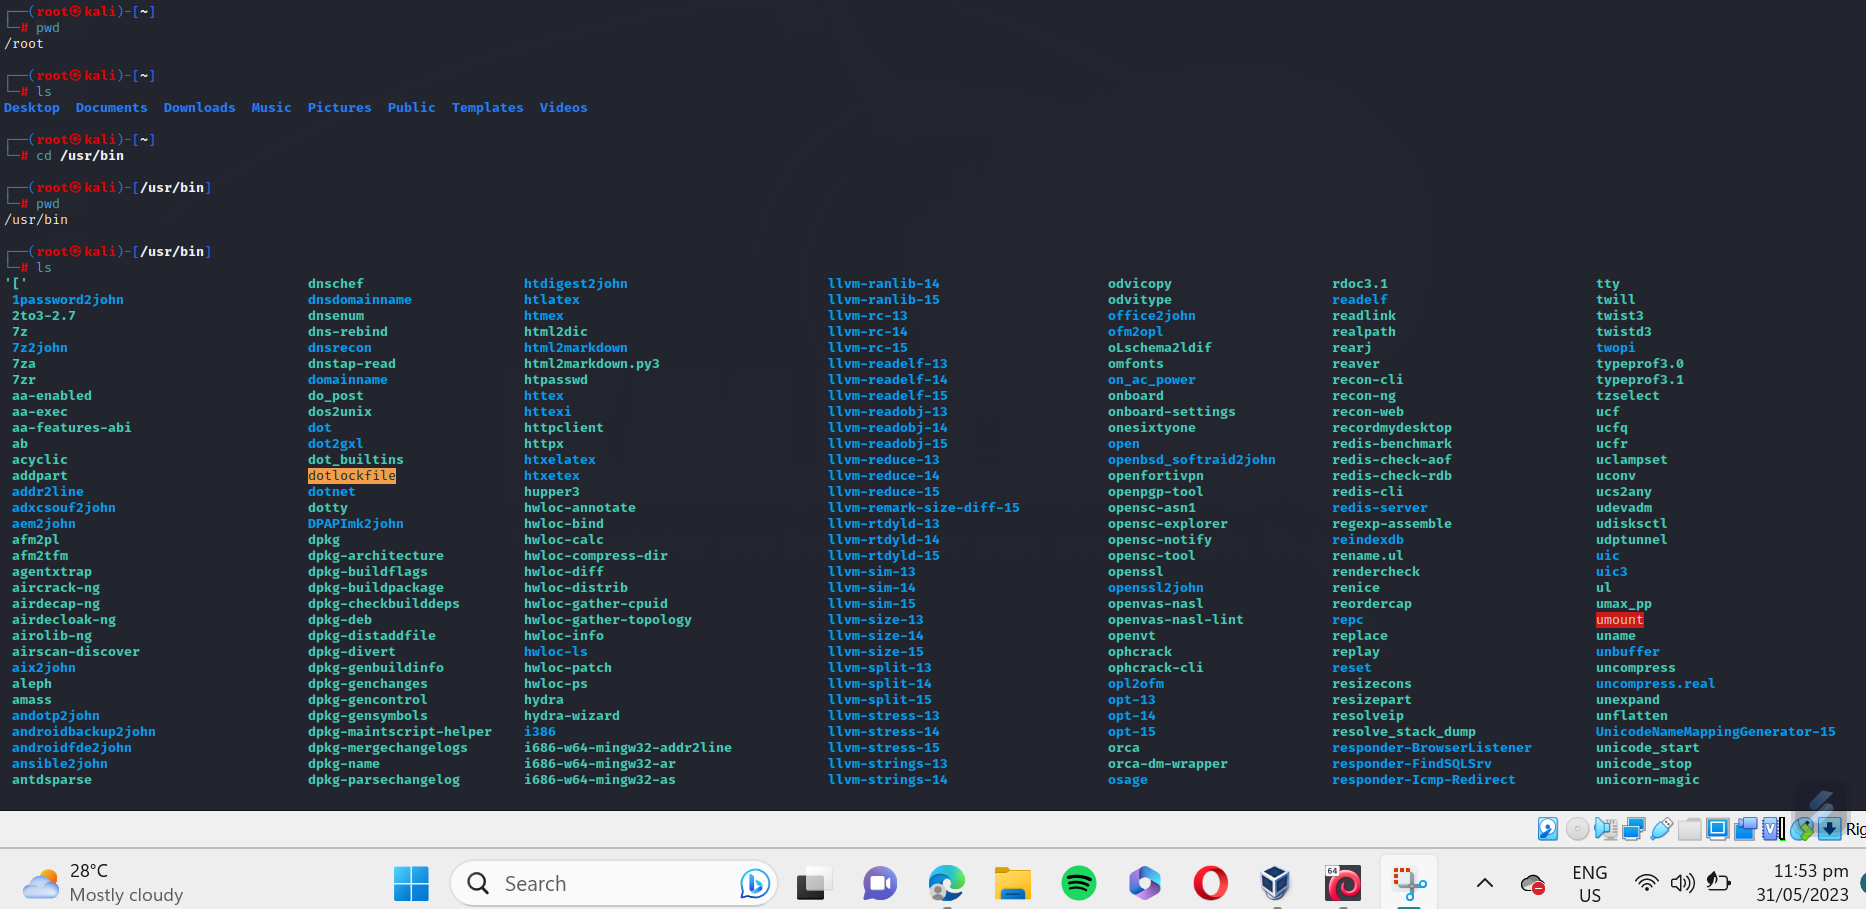 ┌──(root㉿kali)-[~]
└─# pwd
/root
┌──(root㉿kali)-[~]
└─# ls
Desktop  Documents  Downloads  Music  Pictures  Public  Templates  Videos
┌──(root㉿kali)-[~]
└─# cd /usr/bin
┌──(root㉿kali)-[/usr/bin]
└─# pwd
/usr/bin
┌──(root㉿kali)-[/usr/bin]
└─# ls
'[' dnschef htdigest2john llvm-ranlib-14 odvicopy rdoc3.1 tty
1password2john dnsdomainname htlatex llvm-ranlib-15 odvitype readelf twill
2to3-2.7 dnsenum htmex llvm-rc-13 office2john readlink twist3
7z dns-rebind html2dic llvm-rc-14 ofm2opl realpath twistd3
7z2john dnsrecon html2markdown llvm-rc-15 oLschema2ldif rearj twopi
7za dnstap-read html2markdown.py3 llvm-readelf-13 omfonts reaver typeprof3.0
7zr domainname htpasswd llvm-readelf-14 on_ac_power recon-cli typeprof3.1
aa-enabled do_post httex llvm-readelf-15 onboard recon-ng tzselect
aa-exec dos2unix httexi llvm-readobj-13 onboard-settings recon-web ucf
aa-features-abi dot httpclient llvm-readobj-14 onesixtyone recordmydesktop ucfq
ab dot2gxl httpx llvm-readobj-15 open redis-benchmark ucfr
acyclic dot_builtins htxelatex llvm-reduce-13 openbsd_softraid2john redis-check-aof uclampset
addpart dotlockfile htxetex llvm-reduce-14 openfortivpn redis-check-rdb uconv
addr2line dotnet hupper3 llvm-reduce-15 openpgp-tool redis-cli ucs2any
adxcsouf2john dotty hwloc-annotate llvm-remark-size-diff-15 opensc-asn1 redis-server udevadm
aem2john DPAPImk2john hwloc-bind llvm-rtdyld-13 opensc-explorer regexp-assemble udisksctl
afm2pl dpkg hwloc-calc llvm-rtdyld-14 opensc-notify reindexdb udptunnel
afm2tfm dpkg-architecture hwloc-compress-dir llvm-rtdyld-15 opensc-tool rename.ul uic
agentxtrap dpkg-buildflags hwloc-diff llvm-sim-13 openssl rendercheck uic3
aircrack-ng dpkg-buildpackage hwloc-distrib llvm-sim-14 openssl2john renice ul
airdecap-ng dpkg-checkbuilddeps hwloc-gather-cpuid llvm-sim-15 openvas-nasl reordercap umax_pp
airdecloak-ng dpkg-deb hwloc-gather-topology llvm-size-13 openvas-nasl-lint repc umount
airolib-ng dpkg-distaddfile hwloc-info llvm-size-14 openvt replace uname
airscan-discover dpkg-divert hwloc-ls llvm-size-15 ophcrack replay unbuffer
aix2john dpkg-genbuildinfo hwloc-patch llvm-split-13 ophcrack-cli reset uncompress
aleph dpkg-genchanges hwloc-ps llvm-split-14 opl2ofm resizecons uncompress.real
amass dpkg-gencontrol hydra llvm-split-15 opt-13 resizepart unexpand
andotp2john dpkg-gensymbols hydra-wizard llvm-stress-13 opt-14 resolveip unflatten
androidbackup2john dpkg-maintscript-helper i386 llvm-stress-14 opt-15 resolve_stack_dump UnicodeNameMappingGenerator-15
androidfde2john dpkg-mergechangelogs i686-w64-mingw32-addr2line llvm-stress-15 orca responder-BrowserListener unicode_start
ansible2john dpkg-name i686-w64-mingw32-ar llvm-strings-13 orca-dm-wrapper responder-FindSQLSrv unicode_stop
antdsparse dpkg-parsechangelog i686-w64-mingw32-as llvm-strings-14 osage responder-Icmp-Redirect unicorn-magic
V Rig
28°C
Mostly cloudy
Search
64
ENG
US
11:53 pm
31/05/2023